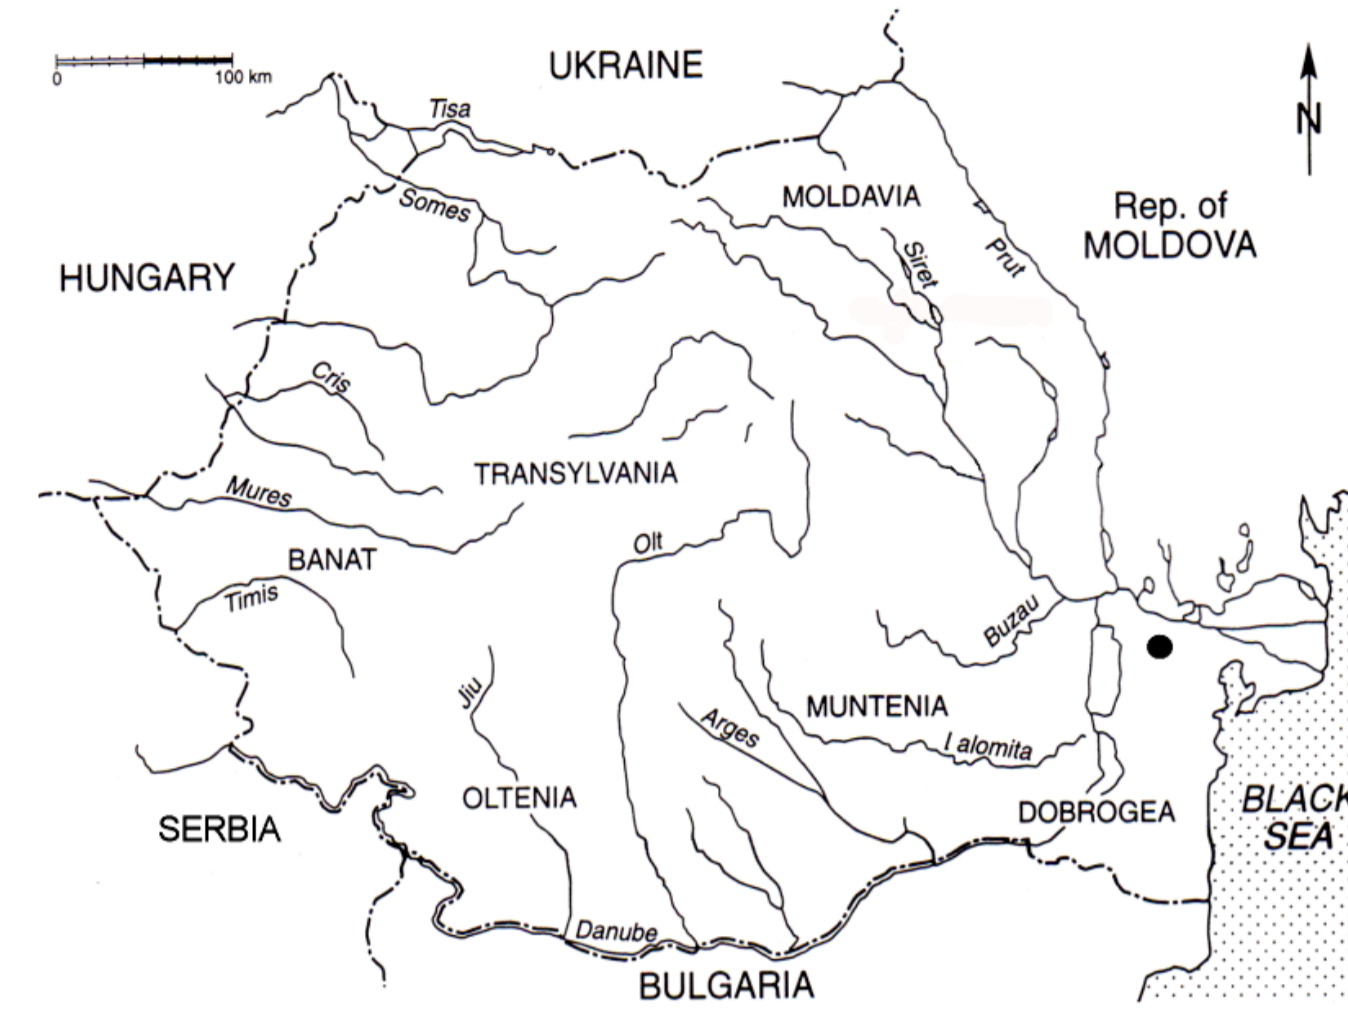 UKRAINE
0 100 km
Tisa
N
MOLDAVIA
Somes
Rep. of
MOLDOVA
Siret
Prut
HUNGARY
Cris
TRANSYLVANIA
Mures
Olt
BANAT
Timis
Buzau
Jiu
MUNTENIA
Arges
I alomita
OLTENIA
DOBROGEA
BLACK
SEA
SERBIA
Danube
BULGARIA